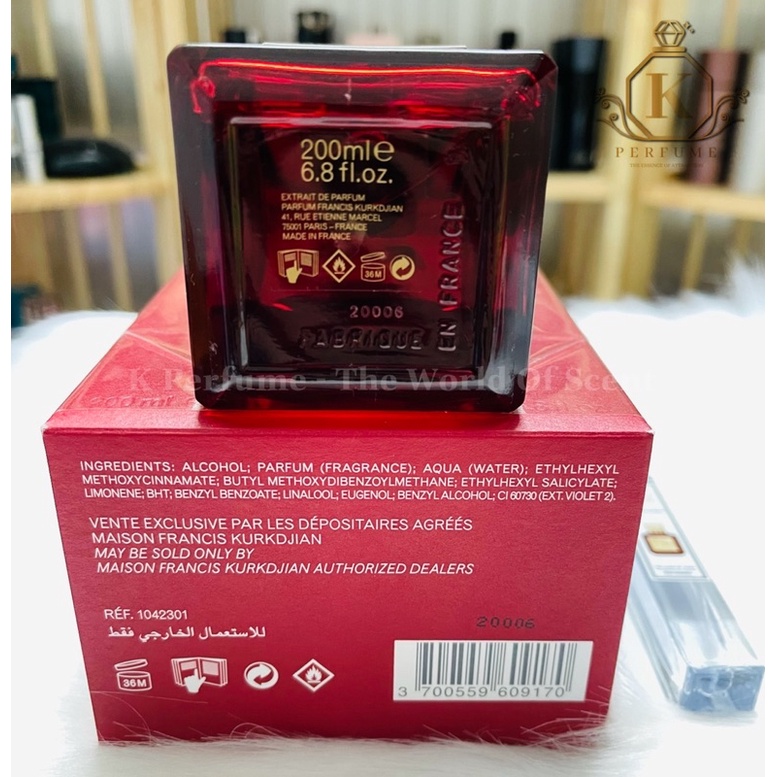 K
PERFUME
200ml e
6.8 fl.oz.
EXTRAIT DE PARFUM
PARFUM FRANCIS KURKDJIAN
41, RUE ETIENNE MARCEL
75001 PARIS – FRANCE
MADE IN FRANCE
36M
20006
FABRIQUE
EN FRANCE
K Perfume - The World Of Scent
200 ml
INGREDIENTS: ALCOHOL; PARFUM (FRAGRANCE); AQUA (WATER); ETHYLHEXYL
METHOXYCINNAMATE; BUTYL METHOXYDIBENZOYLMETHANE; ETHYLHEXYL SALICYLATE;
LIMONENE; BHT; BENZYL BENZOATE; LINALOOL; EUGENOL; BENZYL ALCOHOL; CI 60730 (EXT. VIOLET 2).
VENTE EXCLUSIVE PAR LES DÉPOSITAIRES AGRÉÉS
MAISON FRANCIS KURKDJIAN
MAY BE SOLD ONLY BY
MAISON FRANCIS KURKDJIAN AUTHORIZED DEALERS
RÉF. 1042301
للاستعمال الخارجي فقط
20006
36M
3 700559 609170